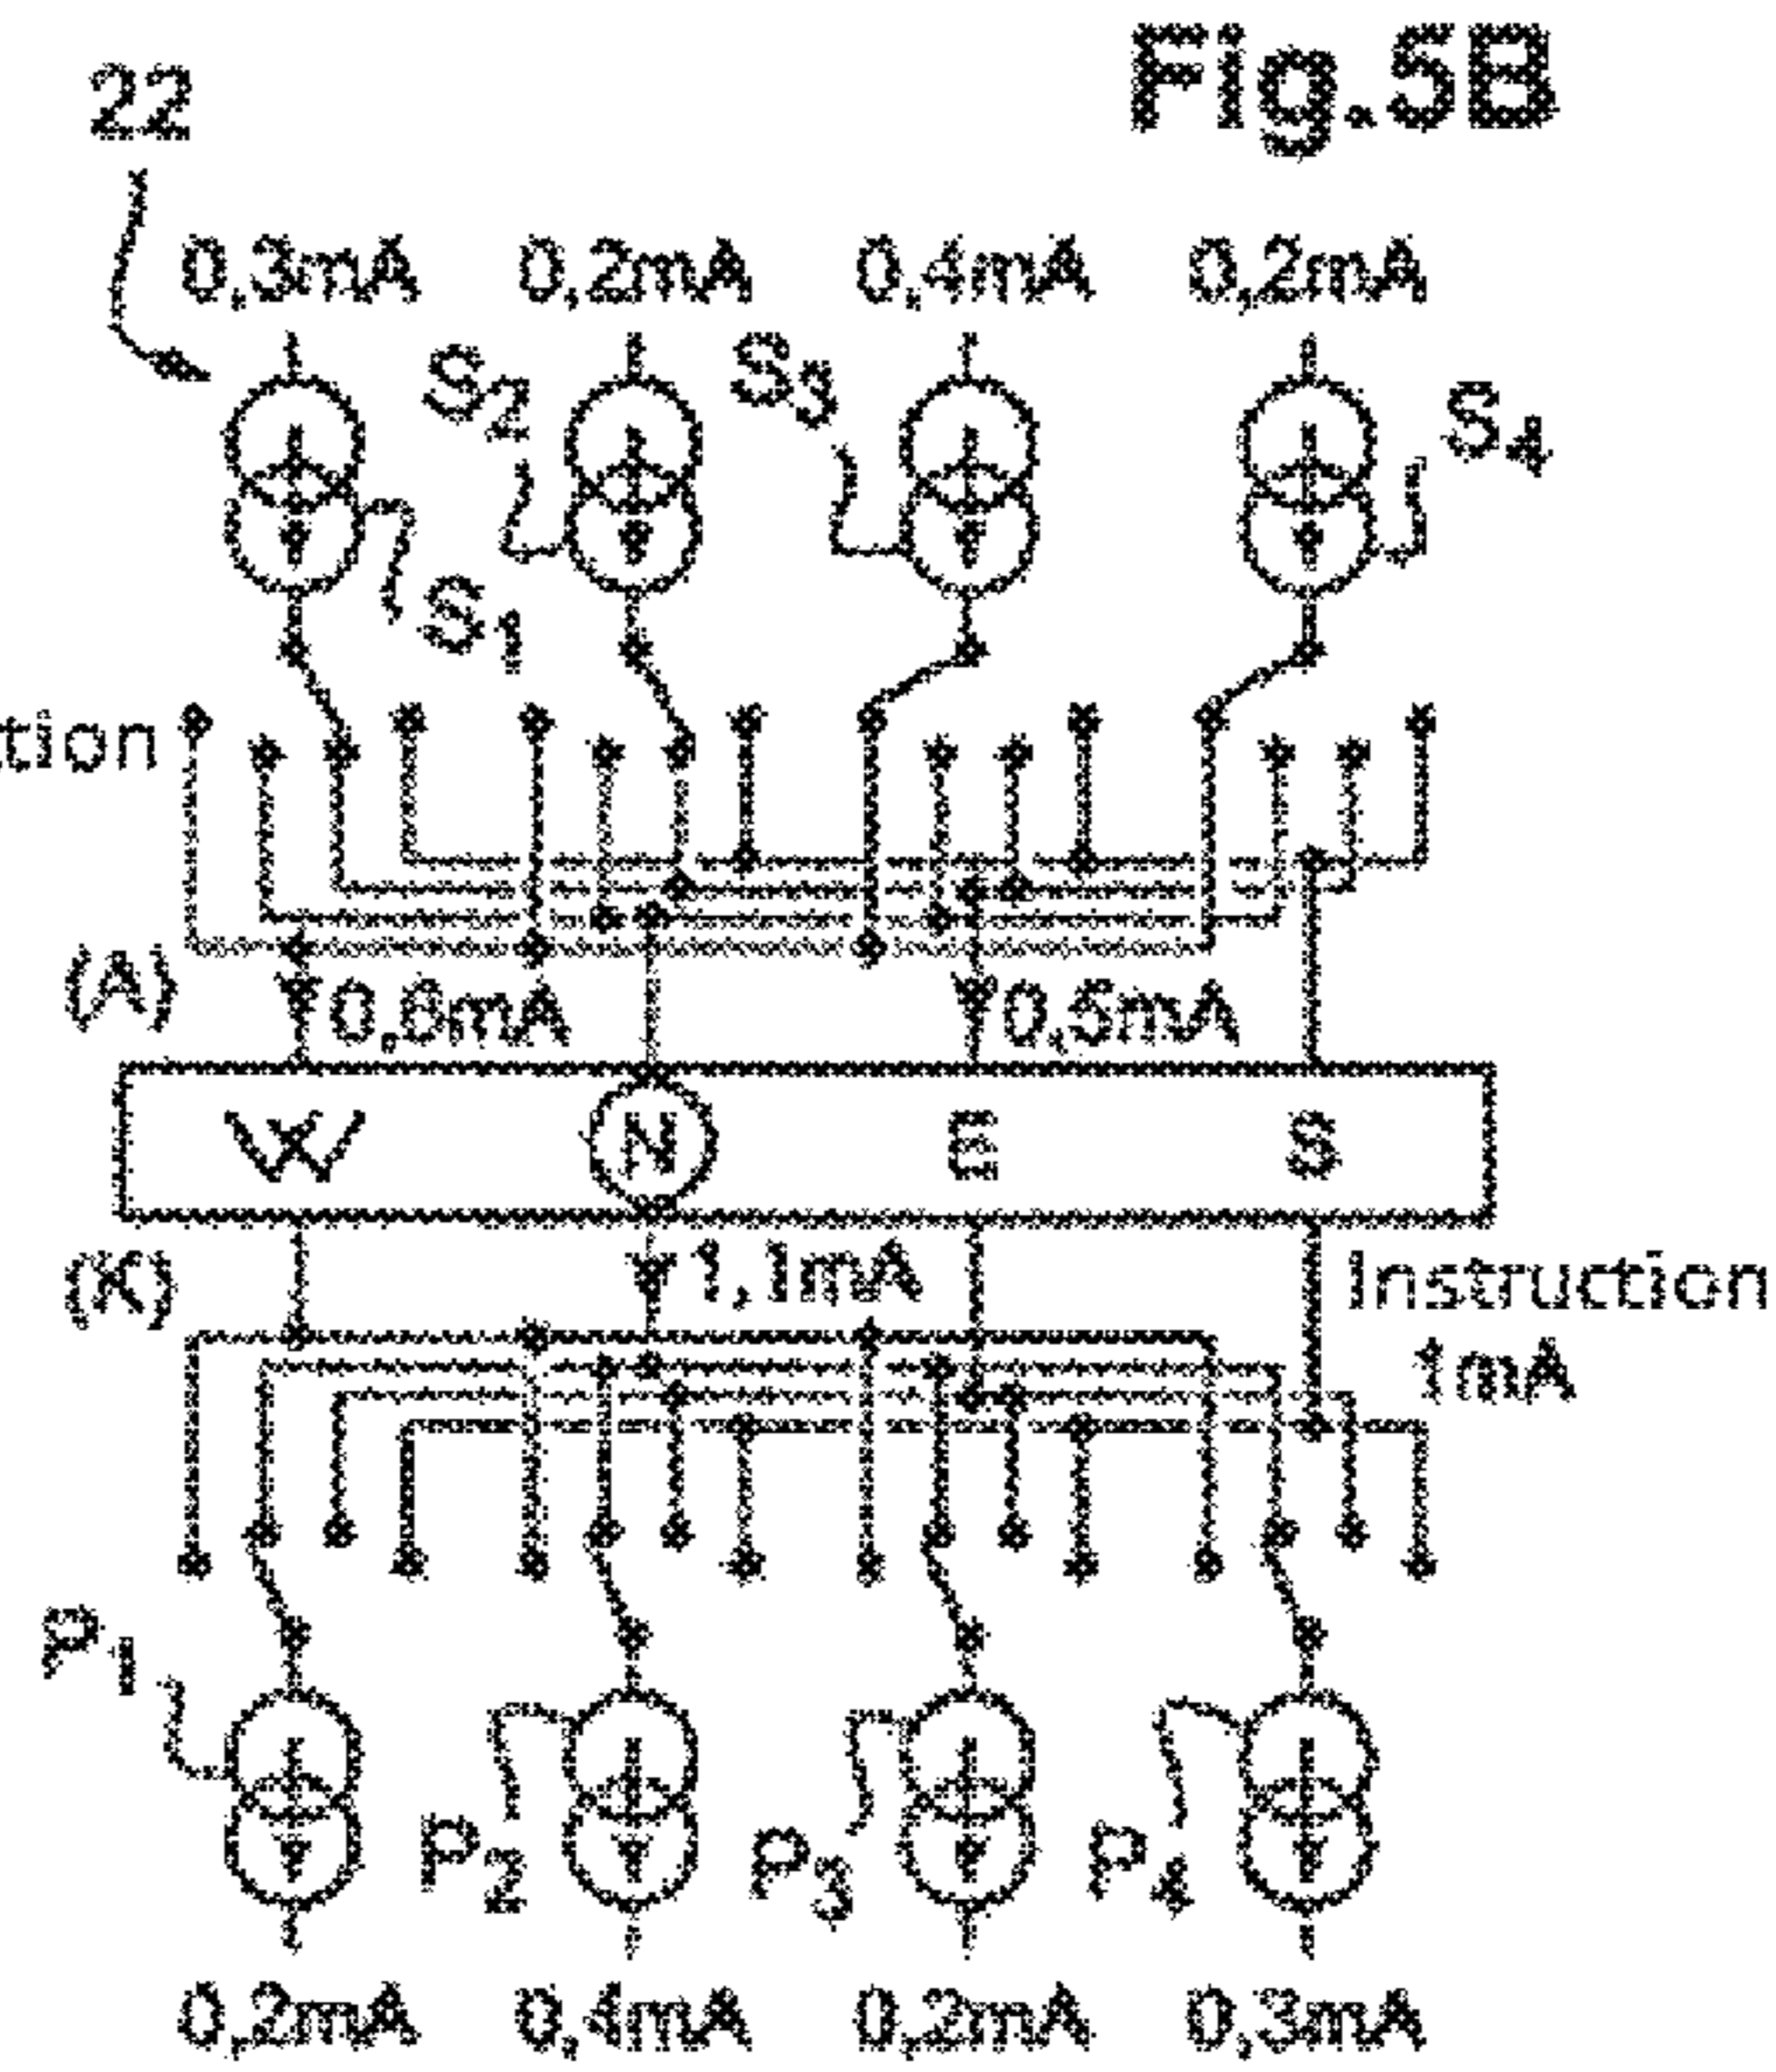 Fig.5B
22
0,3mA 0,2mA 0,4mA 0,2mA
S2 S3 S4
S1
tion
(A) 0,6mA 0,5mA
W N E S
(K) 1,1mA Instruction
1mA
P1
P2 P3 P4
0,2mA 0,4mA 0,2mA 0,3mA